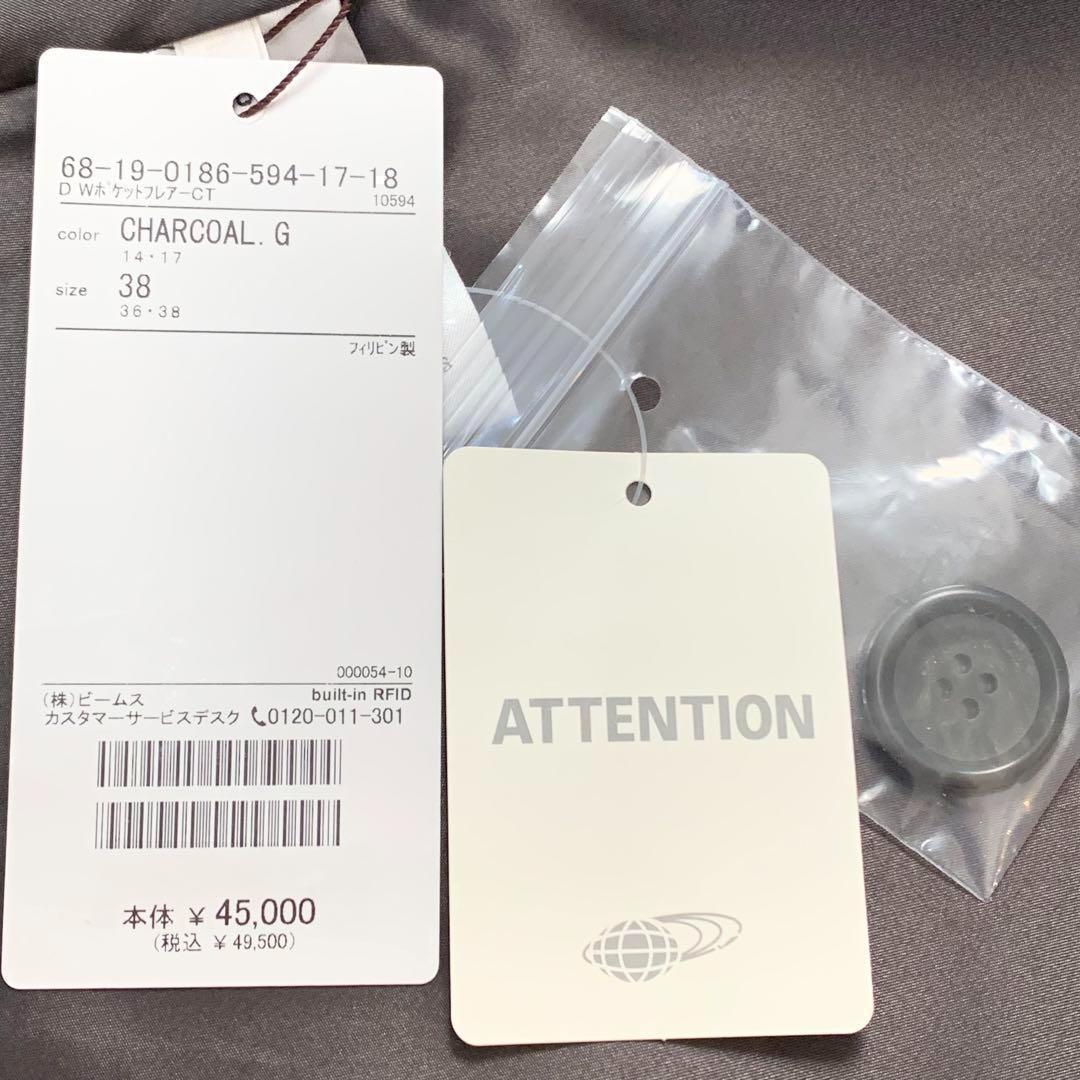 68-19-0186-594-17-18
D WﾎﾟｹｯﾄﾌﾚｱｰCT 10594
color CHARCOAL. G
14・17
size 38
36・38
ﾌｨﾘﾋﾟﾝ製
000054-10
(株)ビームス built-in RFID
カスタマーサービスデスク 0120-011-301
本体 ¥ 45,000
(税込 ¥ 49,500)
ATTENTION